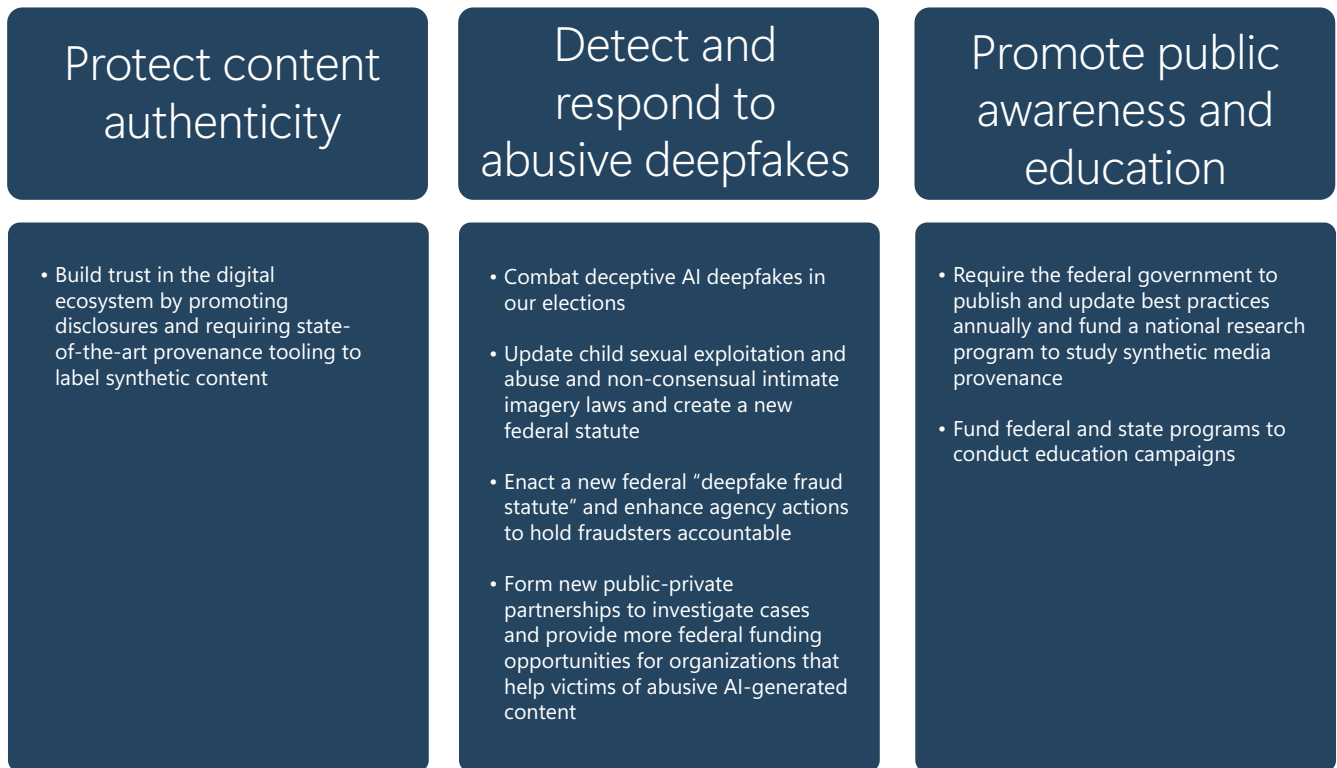 Protect content
authenticity
Detect and
respond to
abusive deepfakes
Promote public
awareness and
education
• Build trust in the digital
ecosystem by promoting
disclosures and requiring state-
of-the-art provenance tooling to
label synthetic content
• Combat deceptive AI deepfakes in
our elections
• Update child sexual exploitation and
abuse and non-consensual intimate
imagery laws and create a new
federal statute
• Enact a new federal “deepfake fraud
statute” and enhance agency actions
to hold fraudsters accountable
• Form new public-private
partnerships to investigate cases
and provide more federal funding
opportunities for organizations that
help victims of abusive AI-generated
content
• Require the federal government to
publish and update best practices
annually and fund a national research
program to study synthetic media
provenance
• Fund federal and state programs to
conduct education campaigns